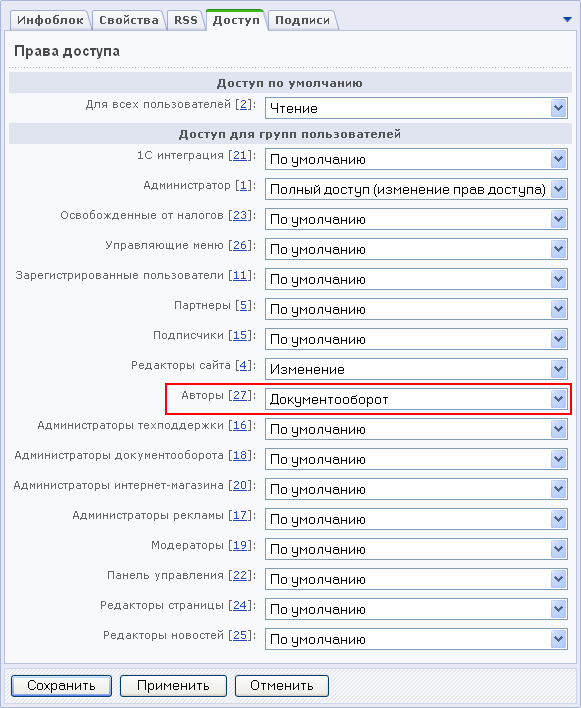 Инфоблок Свойства RSS Доступ Подписи
Права доступа
Доступ по умолчанию
Для всех пользователей [2]: Чтение
Доступ для групп пользователей
1С интеграция [21]: По умолчанию
Администратор [1]: Полный доступ (изменение прав доступа)
Освобожденные от налогов [23]: По умолчанию
Управляющие меню [26]: По умолчанию
Зарегистрированные пользователи [11]: По умолчанию
Партнеры [5]: По умолчанию
Подписчики [15]: По умолчанию
Редакторы сайта [4]: Изменение
Авторы [27]: Документооборот
Администраторы техподдержки [16]: По умолчанию
Администраторы документооборота [18]: По умолчанию
Администраторы интернет-магазина [20]: По умолчанию
Администраторы рекламы [17]: По умолчанию
Модераторы [19]: По умолчанию
Панель управления [22]: По умолчанию
Редакторы страницы [24]: По умолчанию
Редакторы новостей [25]: По умолчанию
Сохранить Применить Отменить